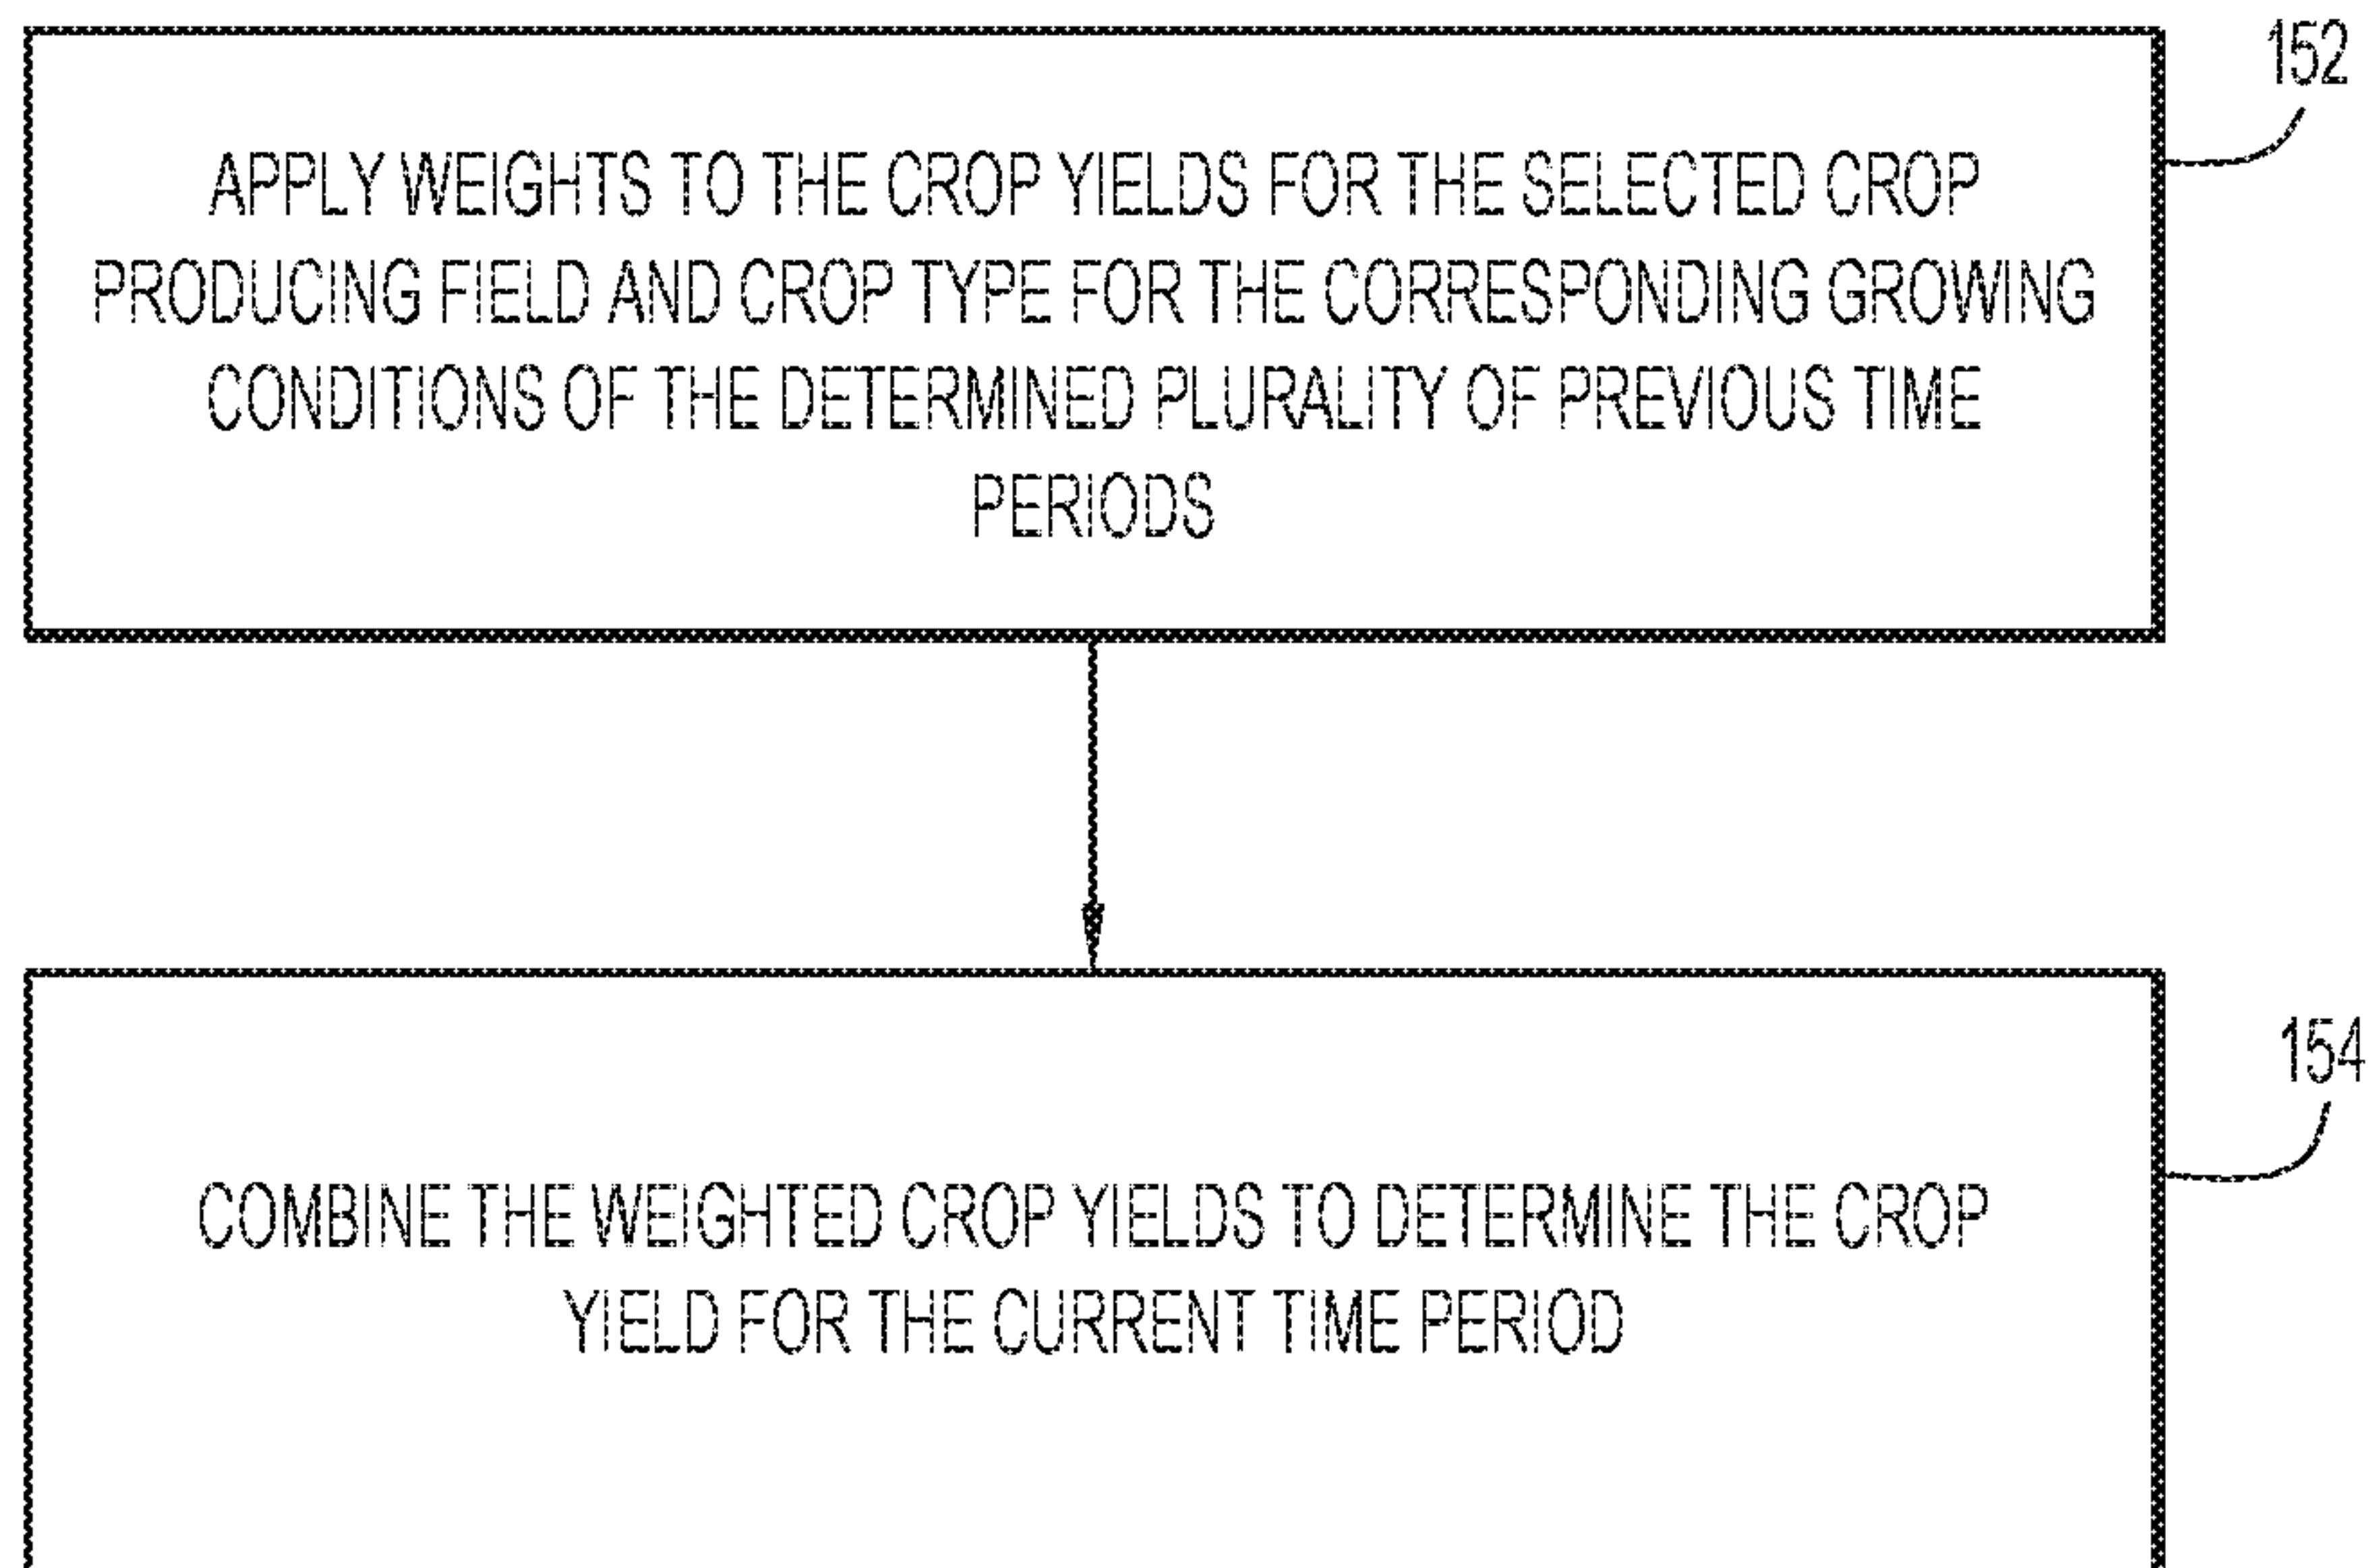 152
APPLY WEIGHTS TO THE CROP YIELDS FOR THE SELECTED CROP
PRODUCING FIELD AND CROP TYPE FOR THE CORRESPONDING GROWING
CONDITIONS OF THE DETERMINED PLURALITY OF PREVIOUS TIME
PERIODS
154
COMBINE THE WEIGHTED CROP YIELDS TO DETERMINE THE CROP
YIELD FOR THE CURRENT TIME PERIOD